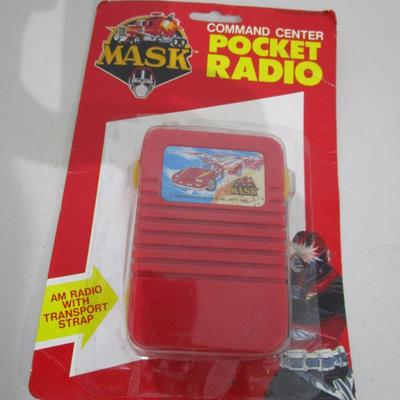 COMMAND CENTER
POCKET
RADIO
MASK
MASK
AM RADIO
WITH
TRANSPORT
STRAP